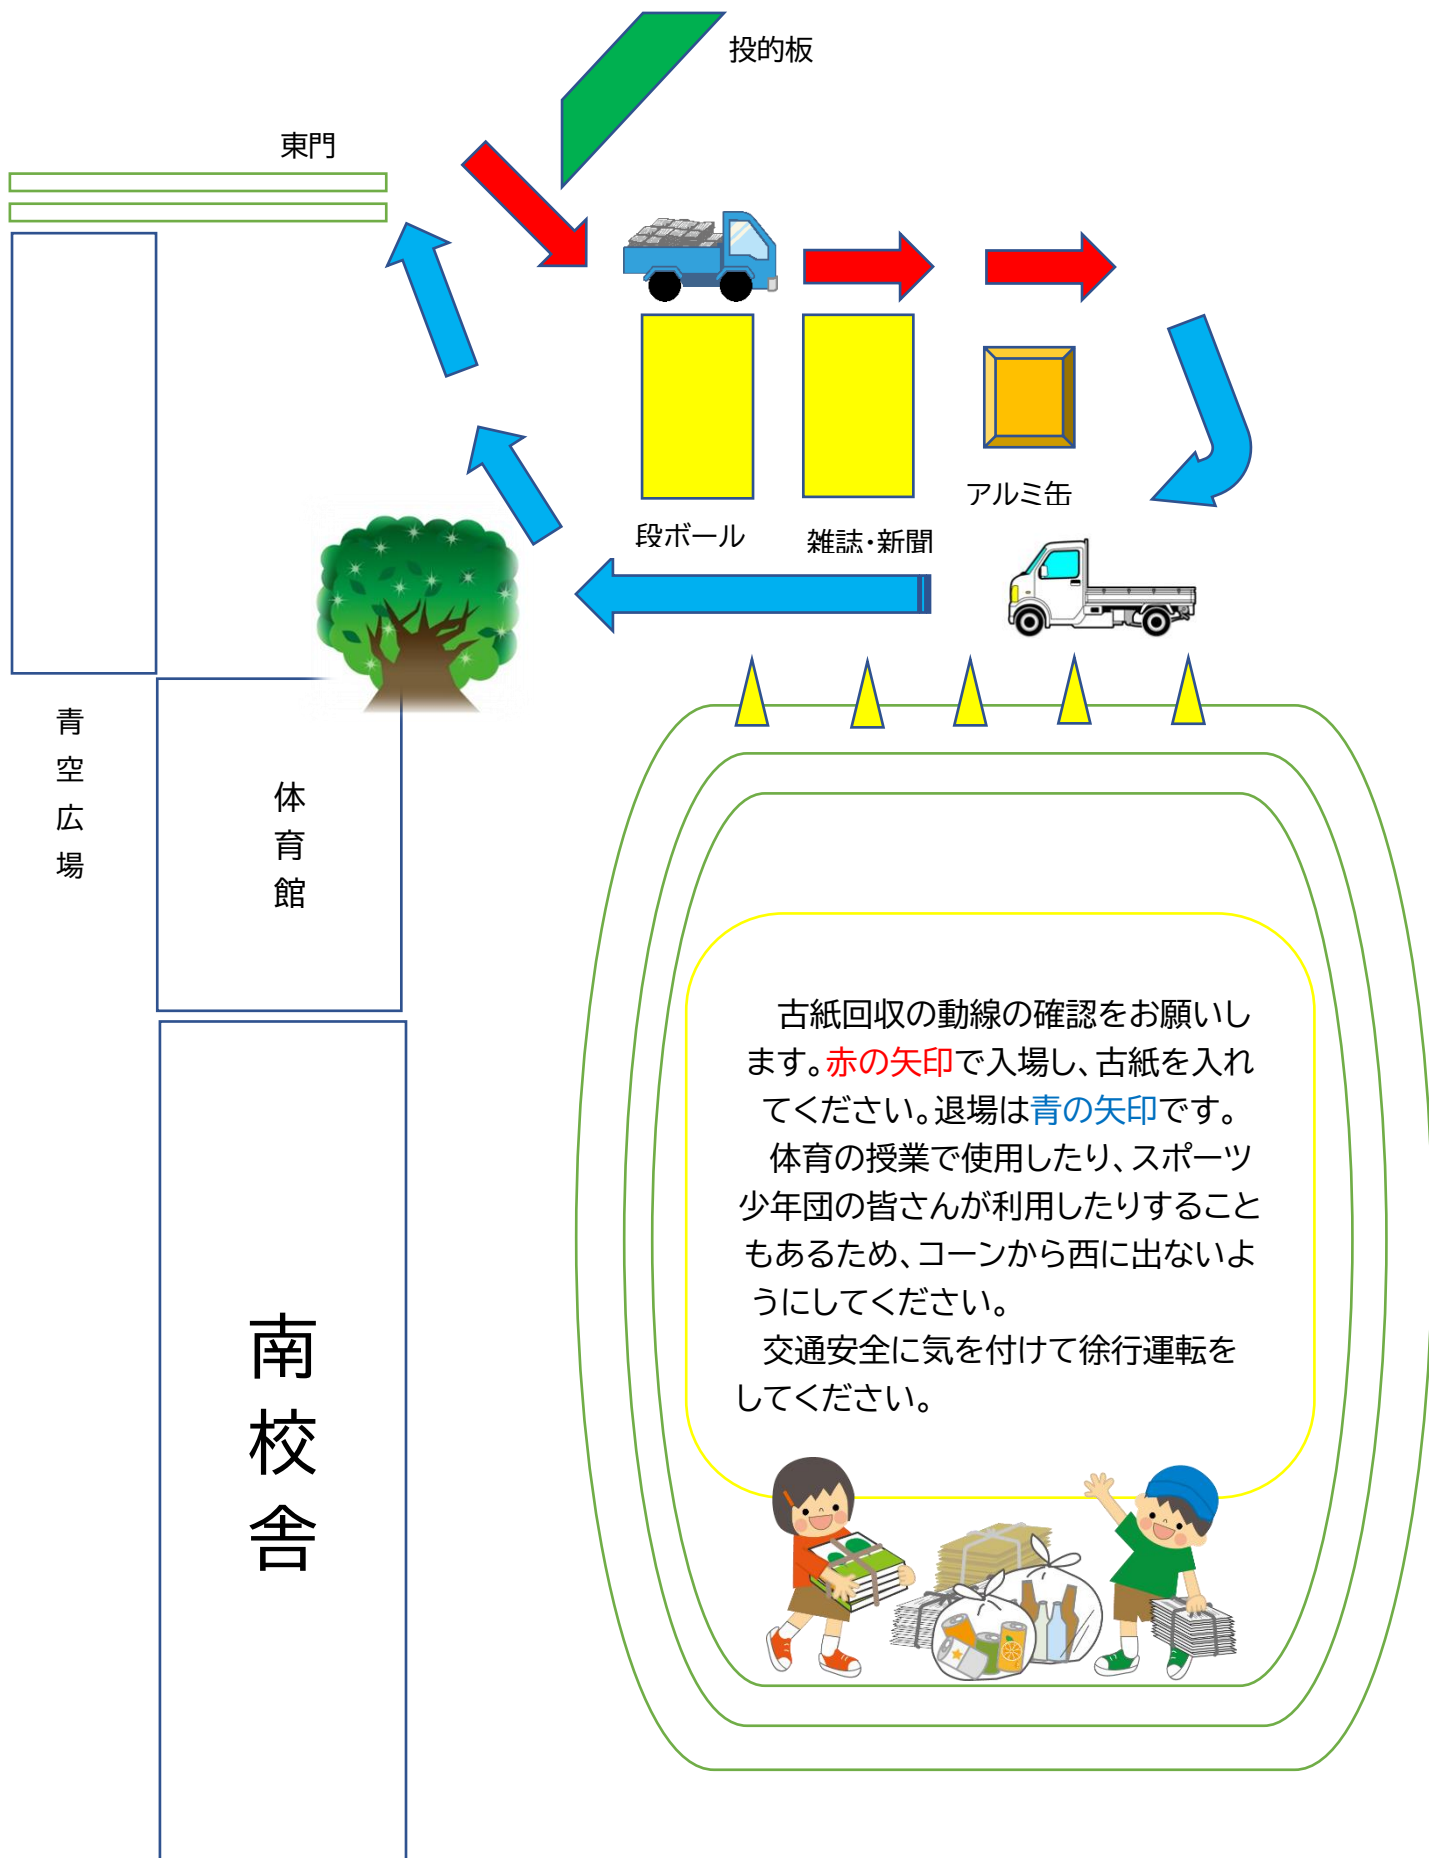 投的板
東門
アルミ缶
段ボール
雑誌・新聞
青空広場
体育館
古紙回収の動線の確認をお願いし
ます。赤の矢印で入場し、古紙を入れ
てください。退場は青の矢印です。
体育の授業で使用したり、スポーツ
少年団の皆さんが利用したりすること
もあるため、コーンから西に出ないよ
うにしてください。
交通安全に気を付けて徐行運転を
してください。
南校舎